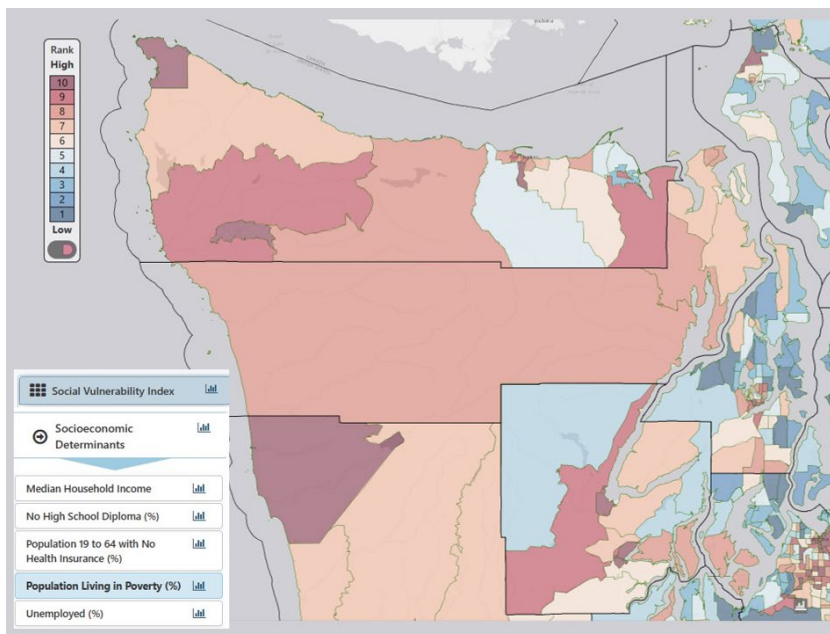 Rank
High
10
9
8
7
6
5
4
3
2
1
Low
Social Vulnerability Index
Socioeconomic
Determinants
Median Household Income
No High School Diploma (%)
Population 19 to 64 with No
Health Insurance (%)
Population Living in Poverty (%)
Unemployed (%)